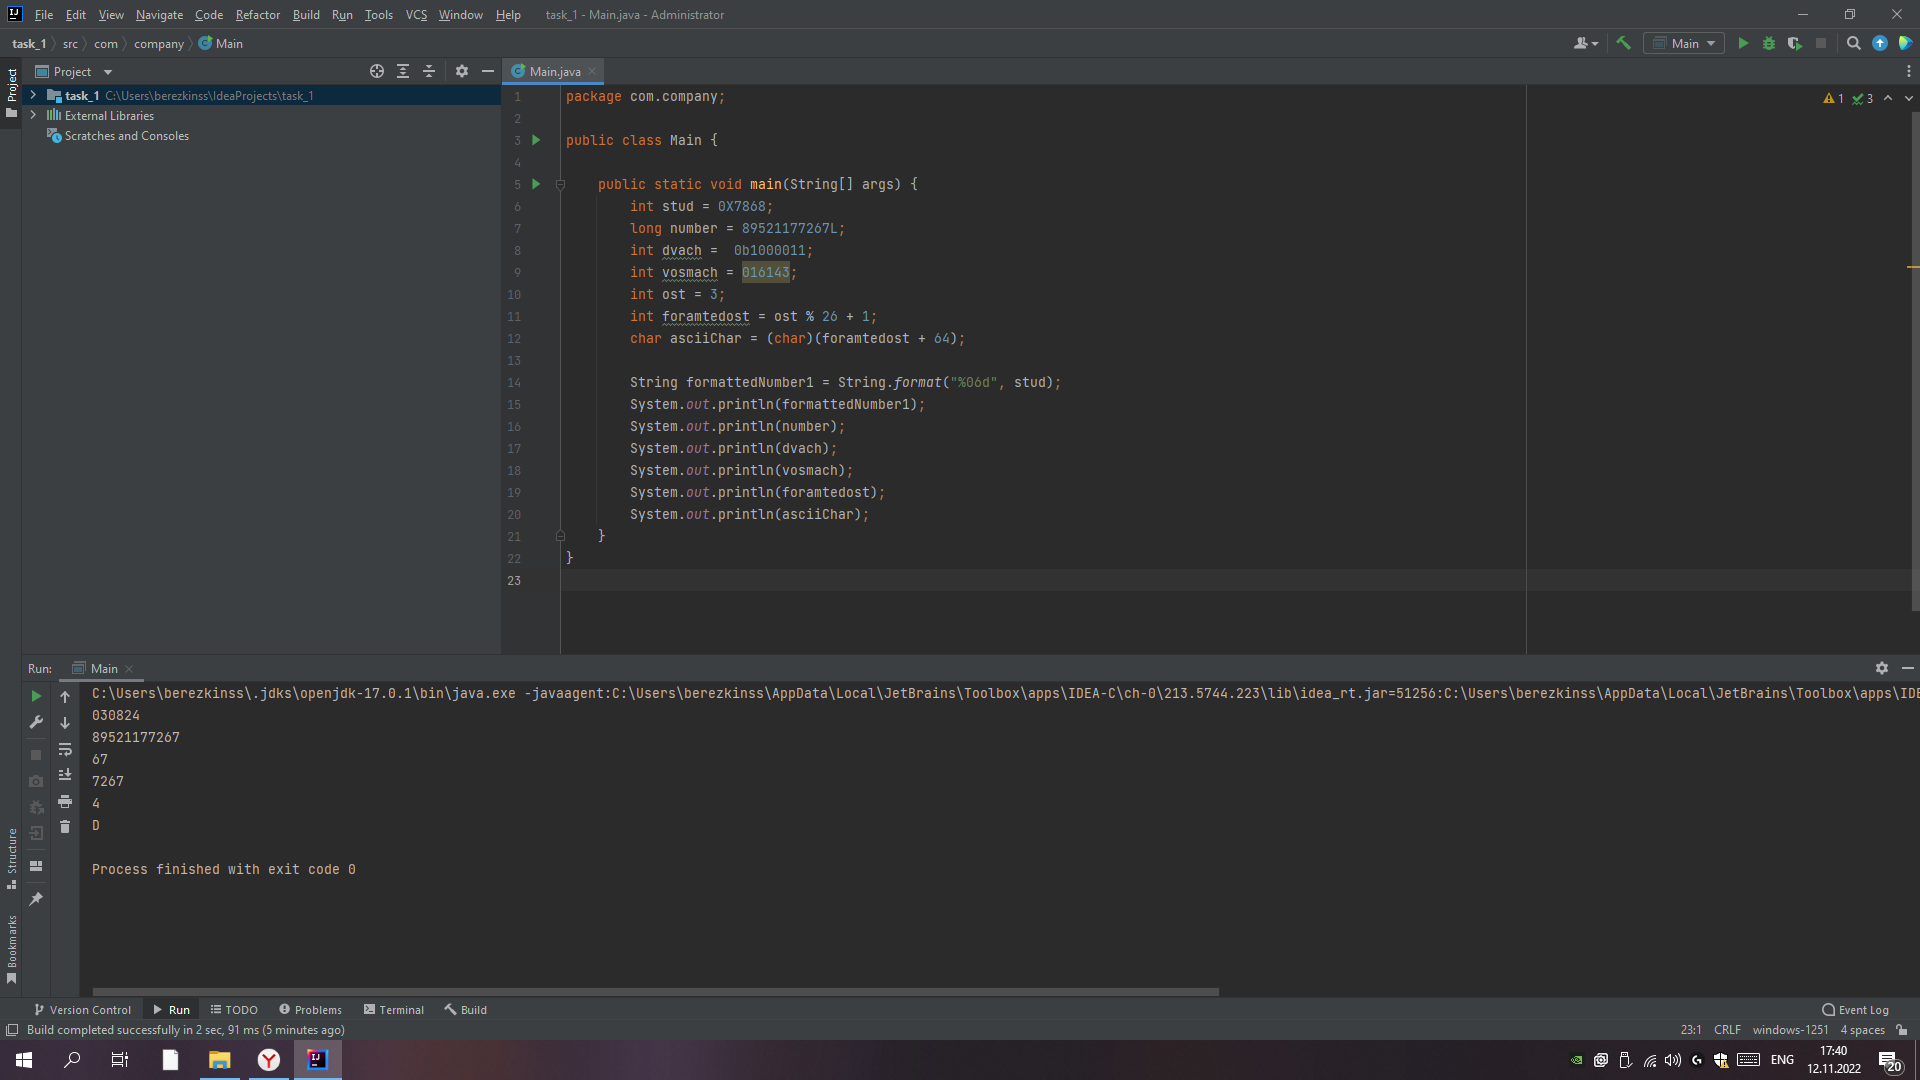 File Edit View Navigate Code Refactor Build Run Tools VCS Window Help task_1 - Main.java - Administrator
task_1 src com company Main
Main
Project
Project
Main.java
task_1 C:\Users\berezkinss\IdeaProjects\task_1
External Libraries
Scratches and Consoles
1 3
1 package com.company;
2
3 public class Main {
4
5 public static void main(String[] args) {
6 int stud = 0X7868;
7 long number = 89521177267L;
8 int dvach =  0b1000011;
9 int vosmach = 016143;
10 int ost = 3;
11 int foramtedost = ost % 26 + 1;
12 char asciiChar = (char)(foramtedost + 64);
13
14 String formattedNumber1 = String.format("%06d", stud);
15 System.out.println(formattedNumber1);
16 System.out.println(number);
17 System.out.println(dvach);
18 System.out.println(vosmach);
19 System.out.println(foramtedost);
20 System.out.println(asciiChar);
21 }
22 }
23
Run: Main
C:\Users\berezkinss\.jdks\openjdk-17.0.1\bin\java.exe -javaagent:C:\Users\berezkinss\AppData\Local\JetBrains\Toolbox\apps\IDEA-C\ch-0\213.5744.223\lib\idea_rt.jar=51256:C:\Users\berezkinss\AppData\Local\JetBrains\Toolbox\apps\IDE
030824
89521177267
67
7267
4
D
Process finished with exit code 0
Structure
Bookmarks
Version Control Run TODO Problems Terminal Build Event Log
Build completed successfully in 2 sec, 91 ms (5 minutes ago) 23:1 CRLF windows-1251 4 spaces
ENG 17:40
12.11.2022
20